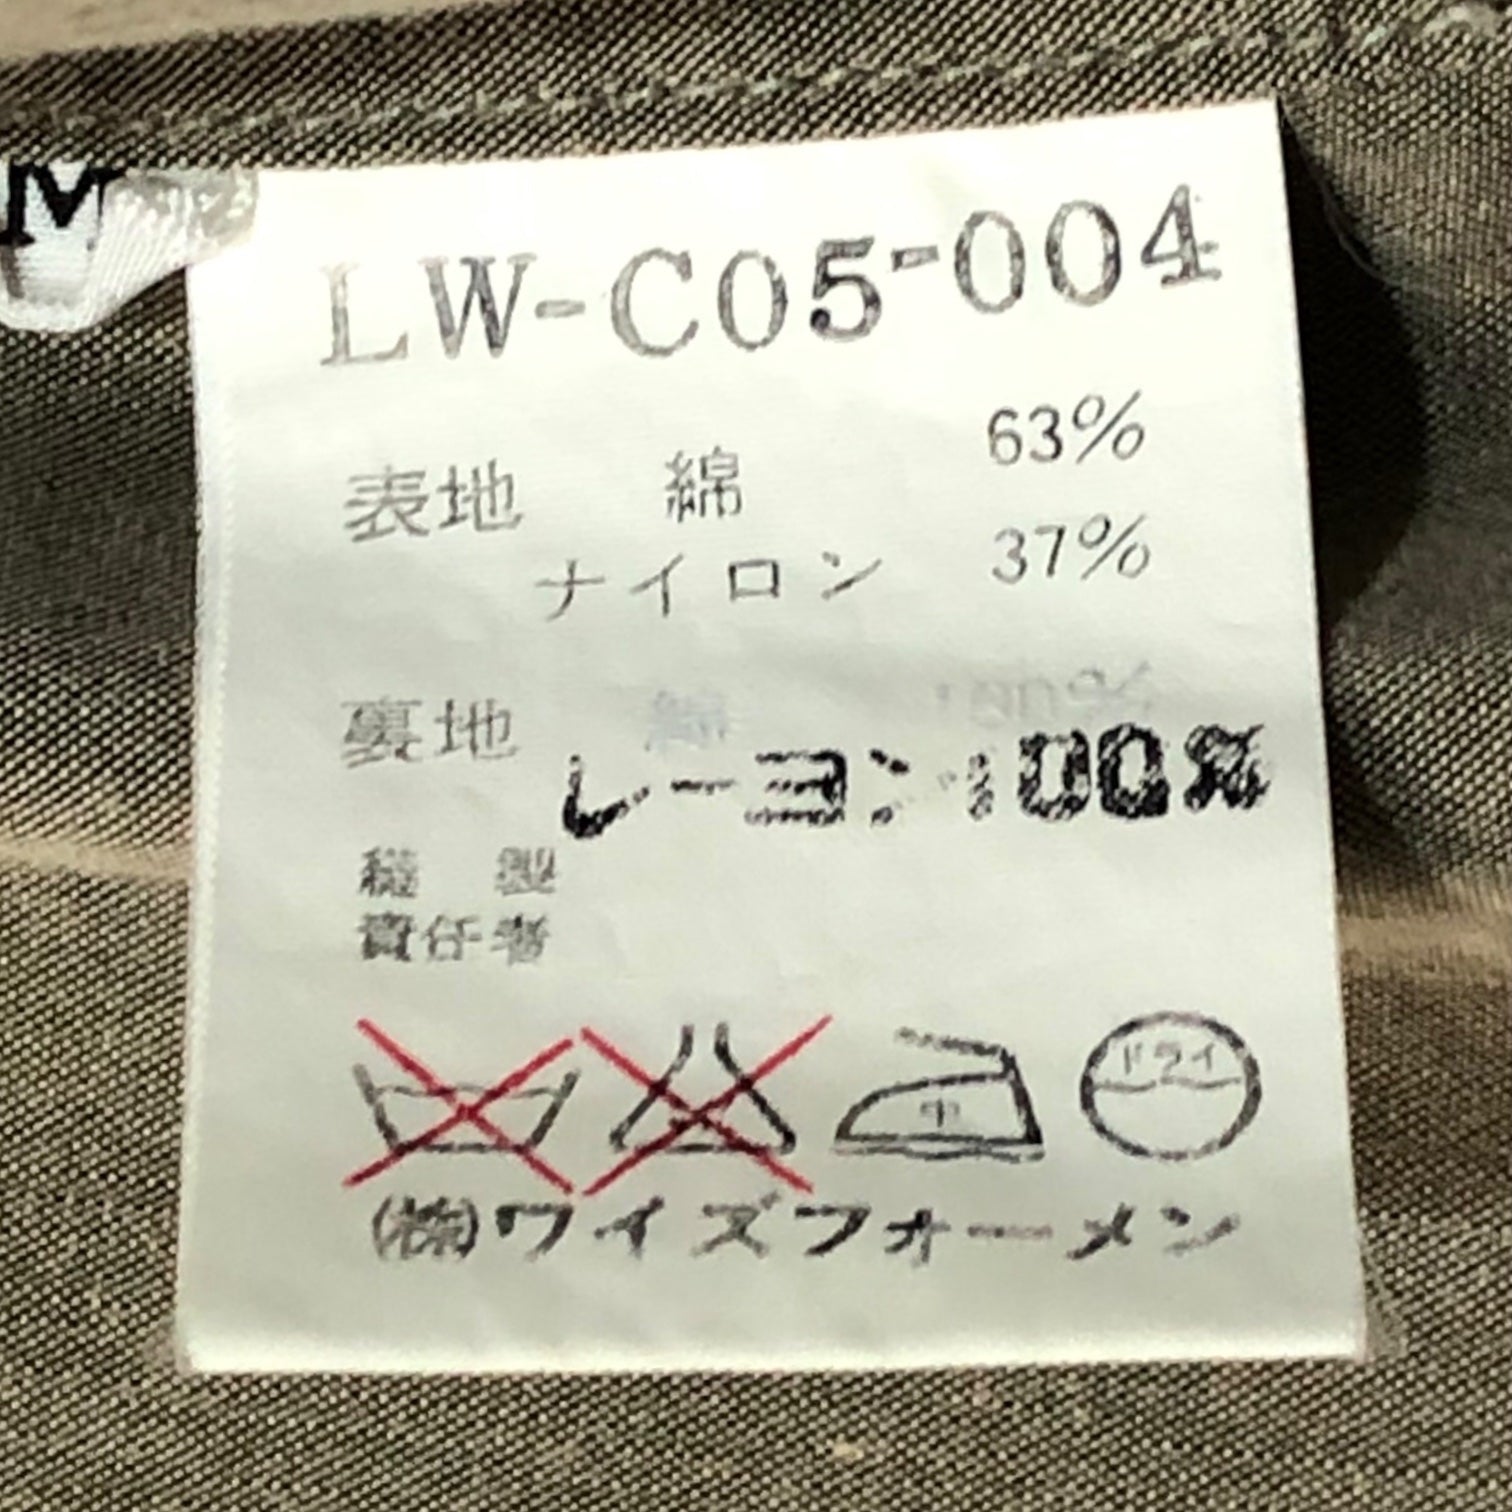 M
LW-C05-004
表地 綿 63%
ナイロン 37%
裏地 綿 100%
レーヨン 100%
縫製
責任者
中
ドライ
(株)ワイズフォーメン